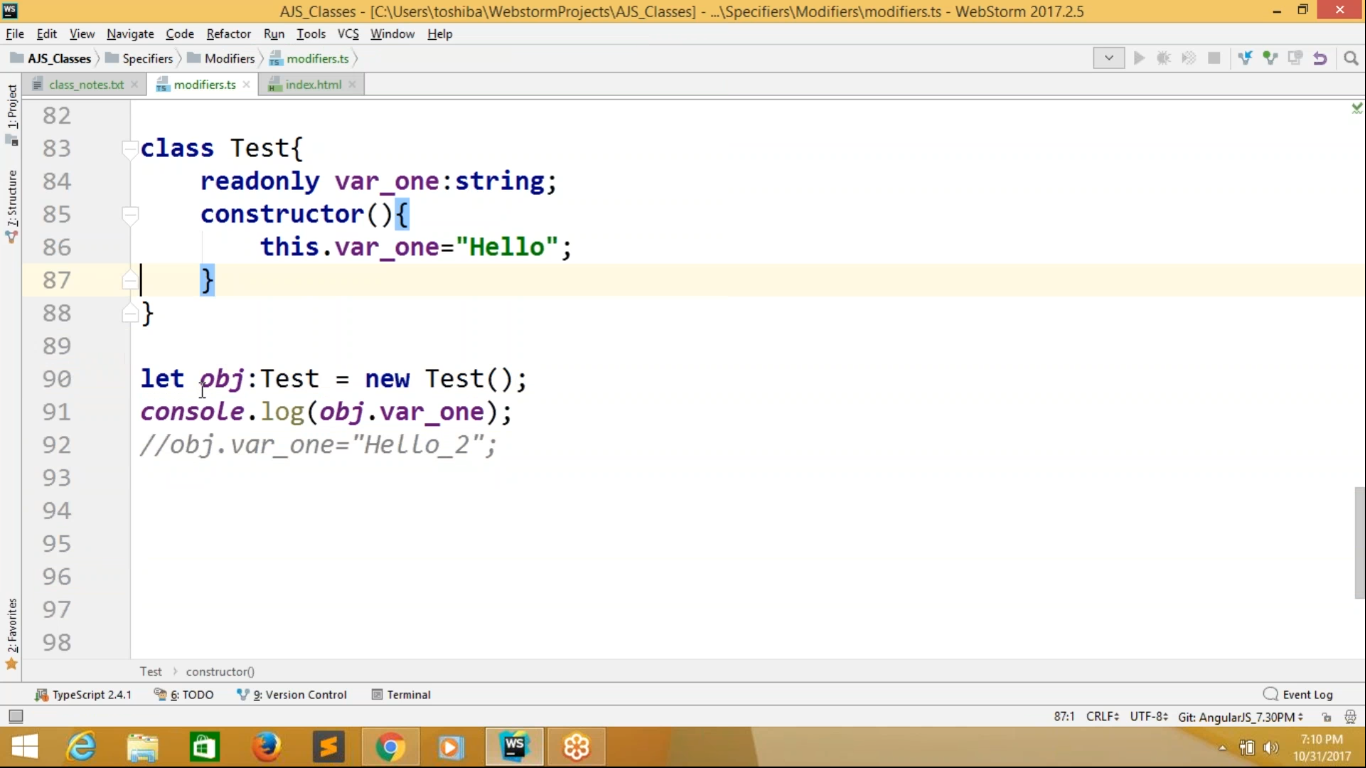 WS
AJS_Classes - [C:\Users\toshiba\WebstormProjects\AJS_Classes] - ...\Specifiers\Modifiers\modifiers.ts - WebStorm 2017.2.5
File Edit View Navigate Code Refactor Run Tools VCS Window Help
AJS_Classes Specifiers Modifiers modifiers.ts
class_notes.txt modifiers.ts index.html
1: Project
7: Structure
2: Favorites
82
83 class Test{
84     readonly var_one:string;
85     constructor(){
86         this.var_one="Hello";
87     }
88 }
89
90 let obj:Test = new Test();
91 console.log(obj.var_one);
92 //obj.var_one="Hello_2";
93
94
95
96
97
98
Test constructor()
TypeScript 2.4.1 6: TODO 9: Version Control Terminal Event Log
87:1 CRLF UTF-8 Git: AngularJS_7.30PM
WS
7:10 PM
10/31/2017